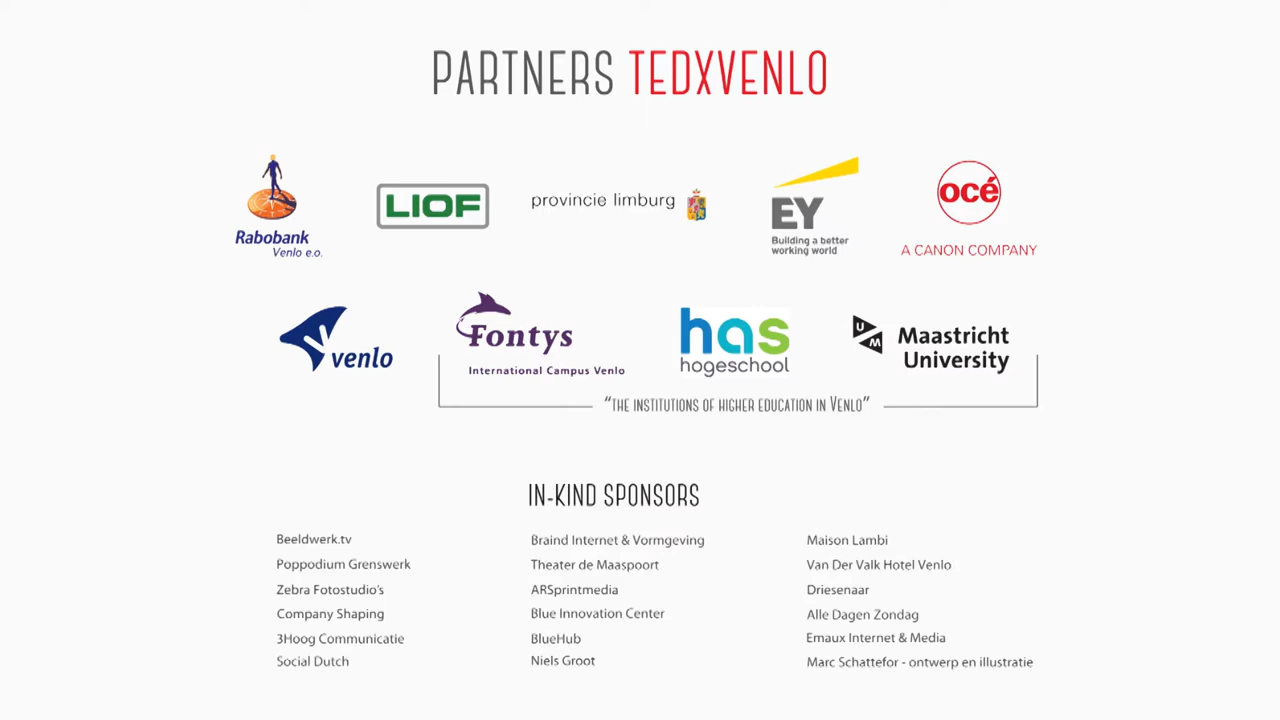 PARTNERS TEDXVENLO
Rabobank
Venlo e.o.
LIOF
provincie limburg
EY
Building a better
working world
océ
A CANON COMPANY
venlo
Fontys
International Campus Venlo
has
hogeschool
UM
Maastricht
University
“THE INSTITUTIONS OF HIGHER EDUCATION IN VENLO”
IN-KIND SPONSORS
Beeldwerk.tv
Poppodium Grenswerk
Zebra Fotostudio's
Company Shaping
3Hoog Communicatie
Social Dutch
Braind Internet & Vormgeving
Theater de Maaspoort
ARSprintmedia
Blue Innovation Center
BlueHub
Niels Groot
Maison Lambi
Van Der Valk Hotel Venlo
Driesenaar
Alle Dagen Zondag
Emaux Internet & Media
Marc Schattefor - ontwerp en illustratie